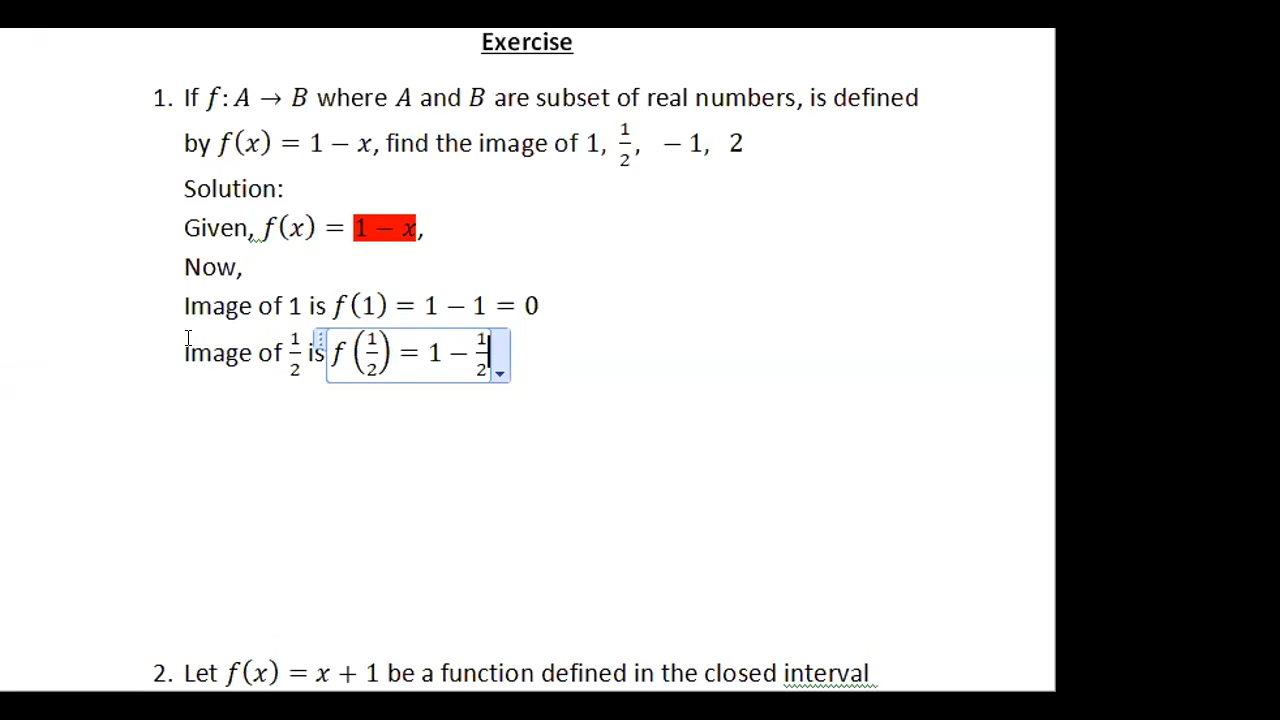 Exercise
1. If f: A → B where A and B are subset of real numbers, is defined
by f(x) = 1 − x, find the image of 1, 1/2, −1, 2
Solution:
Given, f(x) = 1 − x,
Now,
Image of 1 is f(1) = 1 − 1 = 0
Image of 1/2 is f(1/2) = 1 − 1/2
2. Let f(x) = x + 1 be a function defined in the closed interval